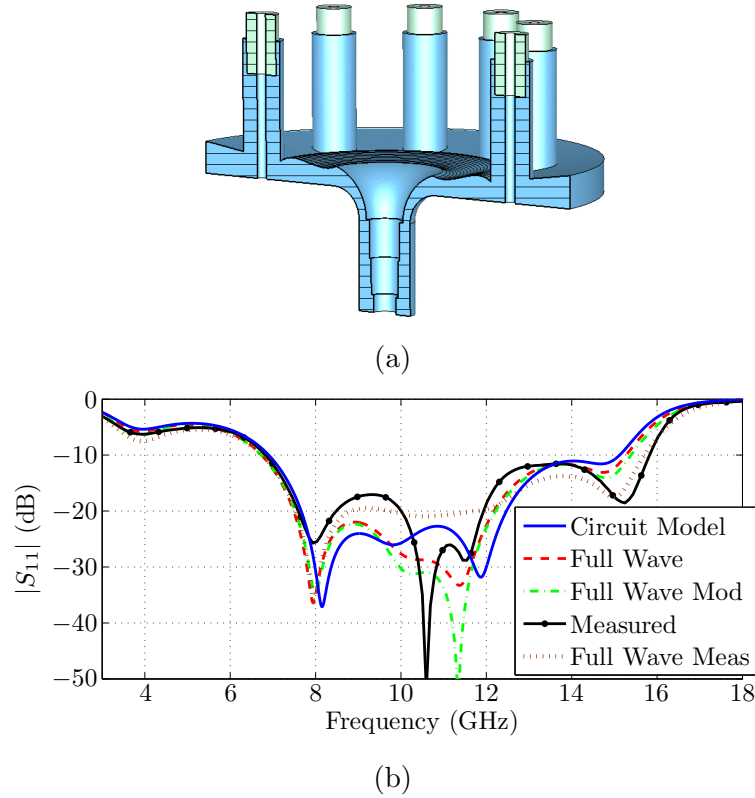 (a)
0
−10
−20
−30
−40
−50
|S11| (dB)
4
6
8
10
12
14
16
18
Frequency (GHz)
Circuit Model
Full Wave
Full Wave Mod
Measured
Full Wave Meas
(b)